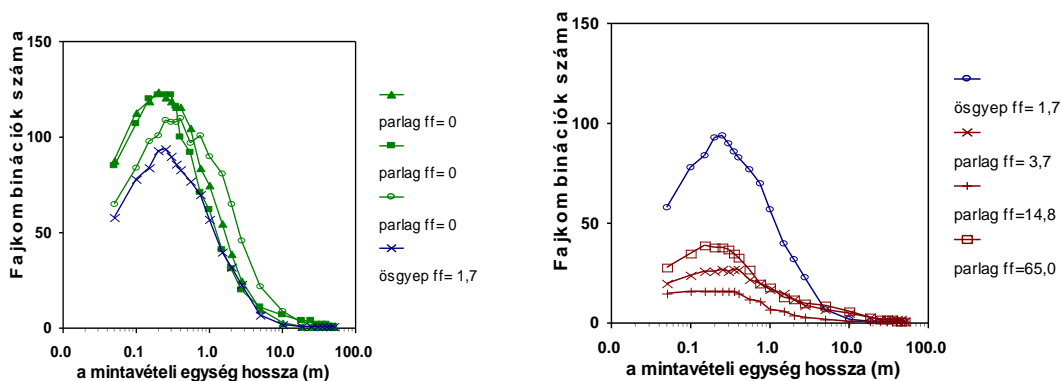 Fajkombinációk száma
150
100
50
0
0.0
0.1
1.0
10.0
100.0
a mintavételi egység hossza (m)
parlag ff= 0
parlag ff= 0
parlag ff= 0
ösgyep ff= 1,7
Fajkombinációk száma
150
100
50
0
0.0
0.1
1.0
10.0
100.0
a mintavételi egység hossza (m)
ösgyep ff= 1,7
parlag ff= 3,7
parlag ff=14,8
parlag ff=65,0